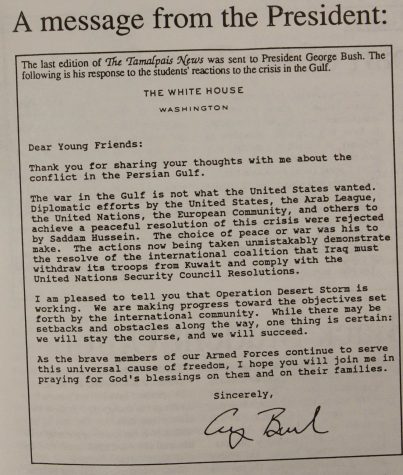 A message from the President:
The last edition of The Tamalpais News was sent to President George Bush. The
following is his response to the students' reactions to the crisis in the Gulf.
THE WHITE HOUSE
WASHINGTON
Dear Young Friends:
Thank you for sharing your thoughts with me about the
conflict in the Persian Gulf.
The war in the Gulf is not what the United States wanted.
Diplomatic efforts by the United States, the Arab League,
the United Nations, the European Community, and others to
achieve a peaceful resolution of this crisis were rejected
by Saddam Hussein. The choice of peace or war was his to
make. The actions now being taken unmistakably demonstrate
the resolve of the international coalition that Iraq must
withdraw its troops from Kuwait and comply with the
United Nations Security Council Resolutions.
I am pleased to tell you that Operation Desert Storm is
working. We are making progress toward the objectives set
forth by the international community. While there may be
setbacks and obstacles along the way, one thing is certain:
we will stay the course, and we will succeed.
As the brave members of our Armed Forces continue to serve
this universal cause of freedom, I hope you will join me in
praying for God's blessings on them and on their families.
Sincerely,
G Bush